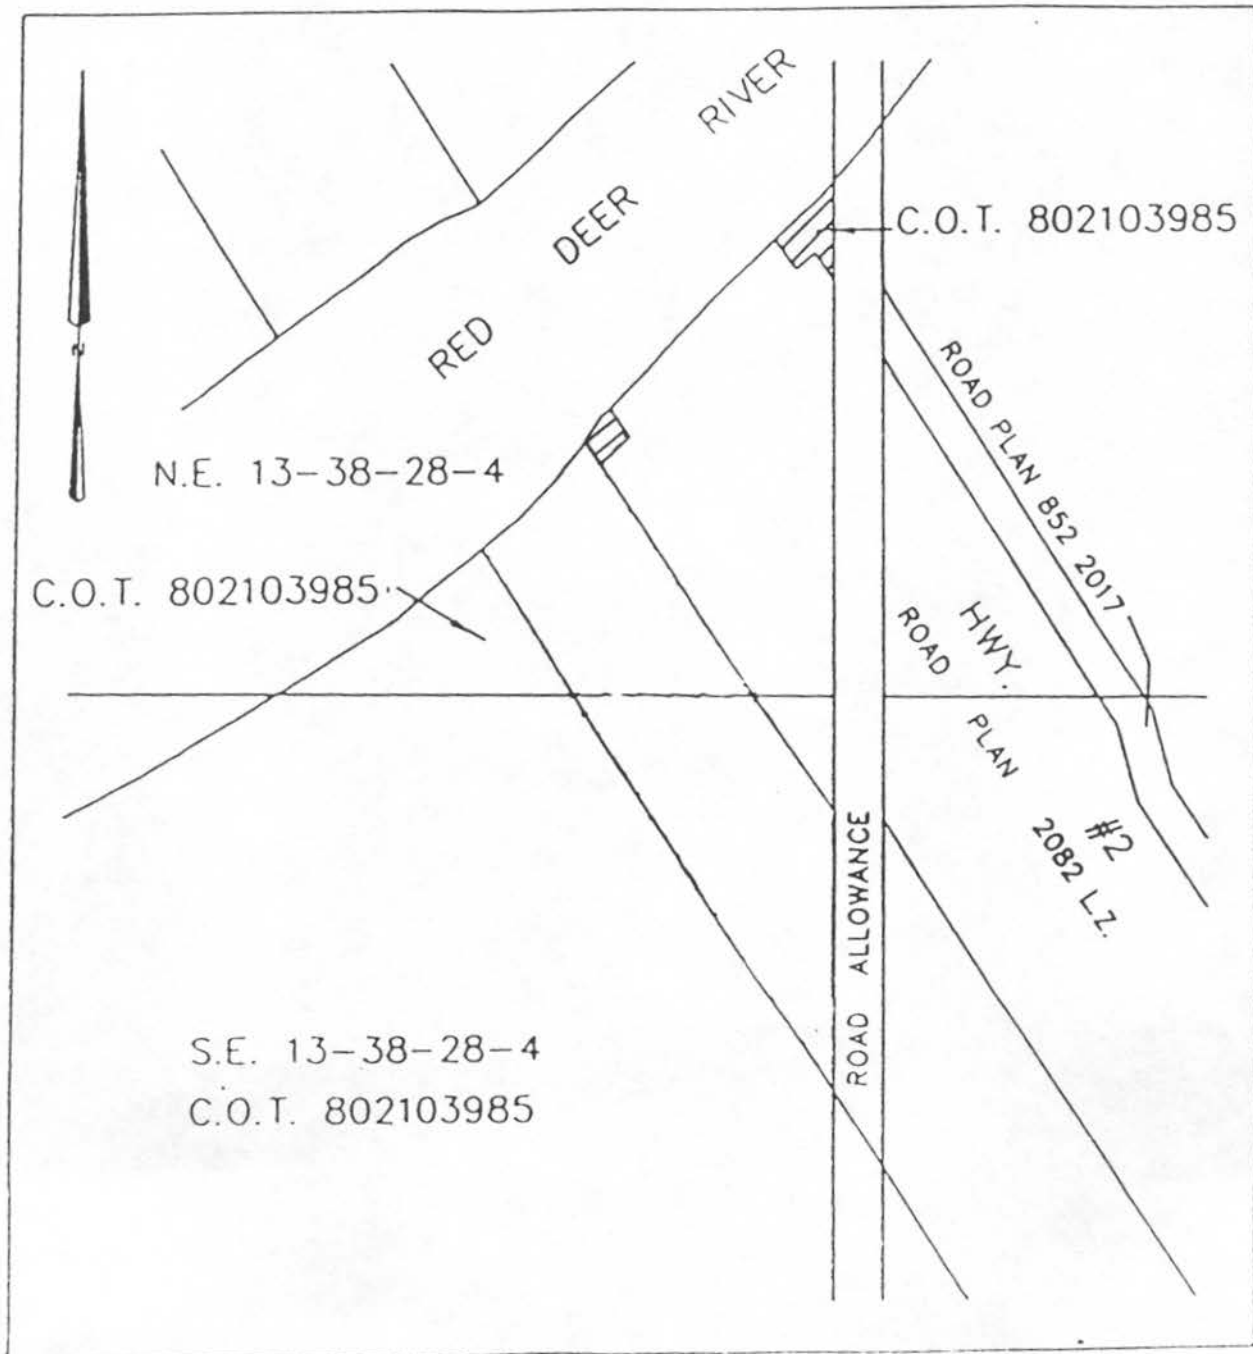 RED DEER RIVER
C.O.T. 802103985
N
N.E. 13-38-28-4
ROAD PLAN 852 2017
C.O.T. 802103985
HWY. #2
ROAD PLAN 2082 L.Z.
ROAD ALLOWANCE
S.E. 13-38-28-4
C.O.T. 802103985